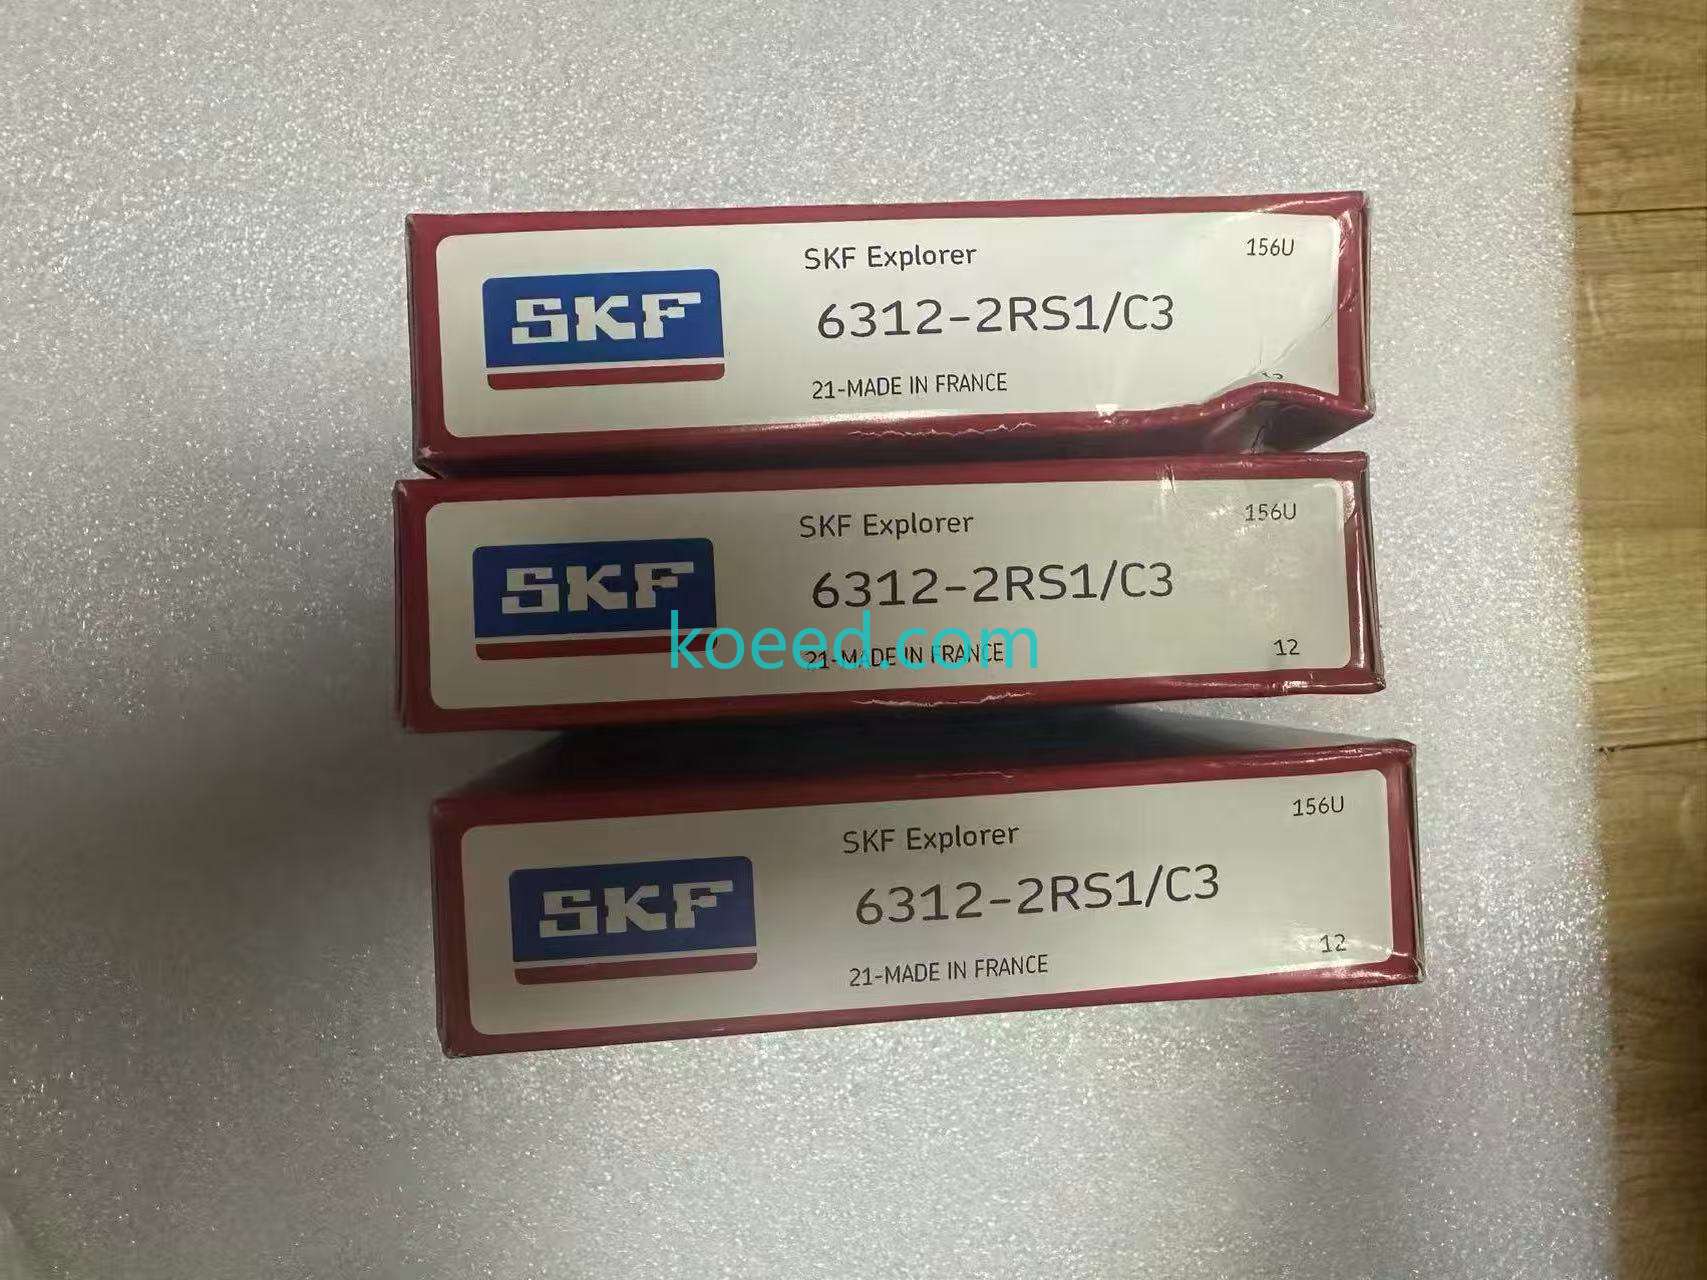 SKF
SKF Explorer
156U
6312-2RS1/C3
21-MADE IN FRANCE
12
SKF
SKF Explorer
156U
6312-2RS1/C3
21-MADE IN FRANCE
12
koeed.com
SKF
SKF Explorer
156U
6312-2RS1/C3
21-MADE IN FRANCE
12